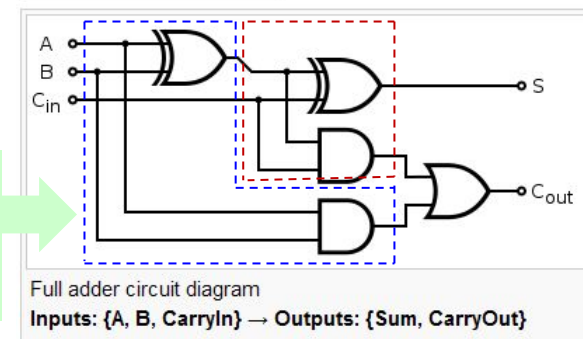 A
B
Cin
S
Cout
Full adder circuit diagram
Inputs: {A, B, CarryIn} → Outputs: {Sum, CarryOut}